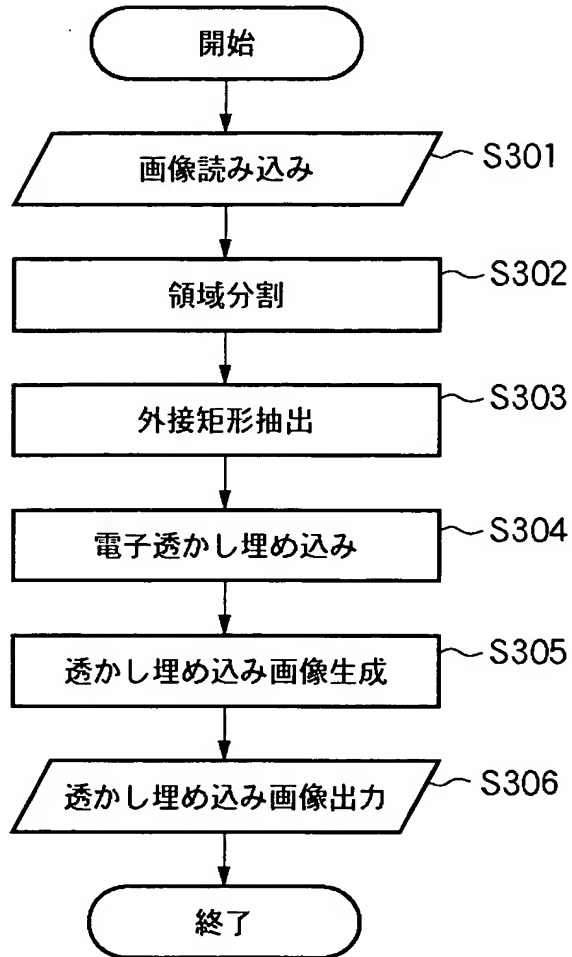 開始
画像読み込み
S301
領域分割
S302
外接矩形抽出
S303
電子透かし埋め込み
S304
透かし埋め込み画像生成
S305
透かし埋め込み画像出力
S306
終了